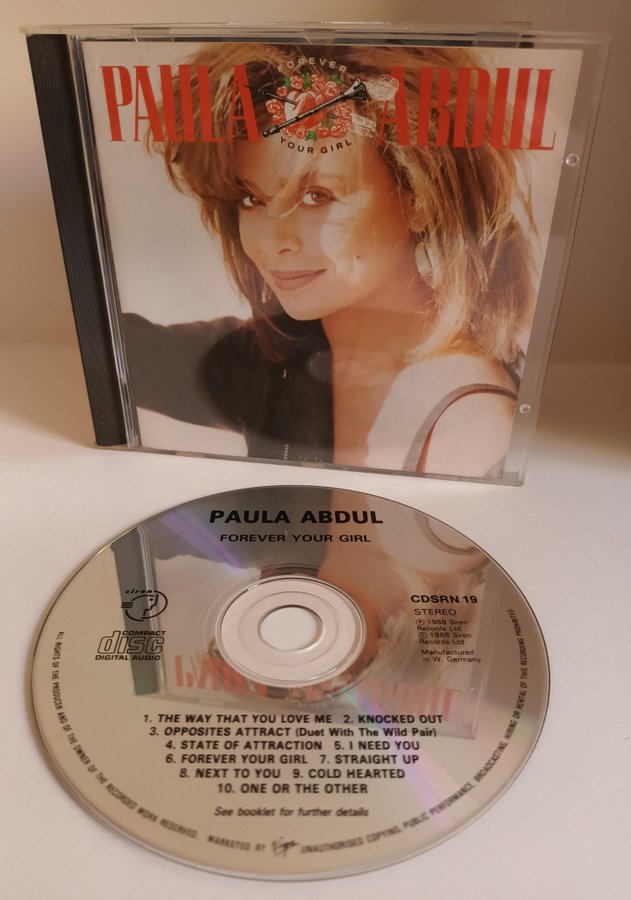 PAULA ABDUL
FOREVER
YOUR GIRL
PAULA ABDUL
FOREVER YOUR GIRL
siren
COMPACT
disc
DIGITAL AUDIO
CDSRN 19
STEREO
Ⓟ 1988 Siren
Records Ltd
© 1988 Siren
Records Ltd
Manufactured
in W. Germany
1. THE WAY THAT YOU LOVE ME 2. KNOCKED OUT
3. OPPOSITES ATTRACT (Duet With The Wild Pair)
4. STATE OF ATTRACTION 5. I NEED YOU
6. FOREVER YOUR GIRL 7. STRAIGHT UP
8. NEXT TO YOU 9. COLD HEARTED
10. ONE OR THE OTHER
See booklet for further details
ALL RIGHTS OF THE PRODUCER AND OF THE OWNER OF THE RECORDED WORK RESERVED. MARKETED BY Virgin UNAUTHORISED COPYING, PUBLIC PERFORMANCE, BROADCASTING, HIRING OR RENTAL OF THIS RECORDING PROHIBITED.